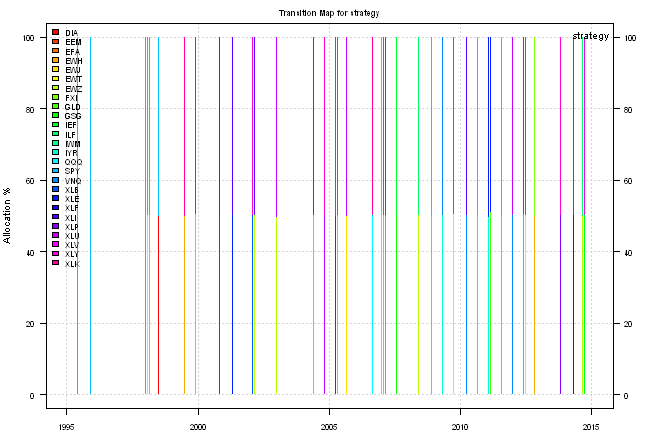 Transition Map for strategy
strategy
DIA
EEM
EFA
EWH
EWJ
EWT
EWZ
FXI
GLD
GSG
IEF
ILF
IWM
IYR
QQQ
SPY
VNQ
XLB
XLE
XLF
XLI
XLP
XLU
XLV
XLY
XLK
Allocation %
100
80
60
40
20
0
100
80
60
40
20
0
1995
2000
2005
2010
2015